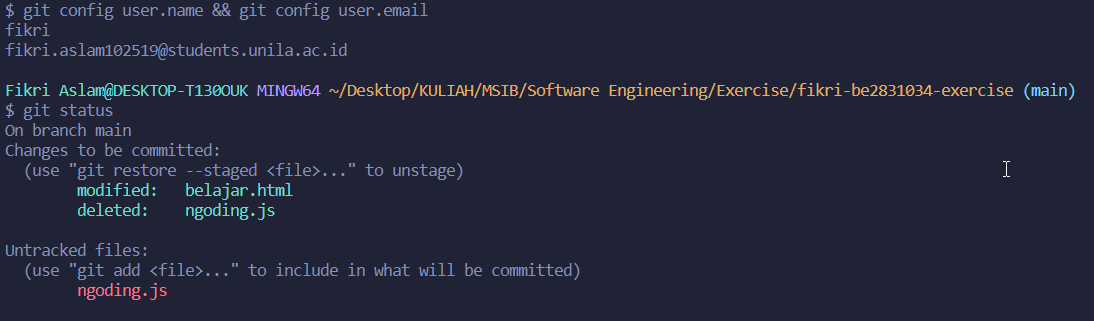 $ git config user.name && git config user.email
fikri
fikri.aslam102519@students.unila.ac.id
Fikri Aslam@DESKTOP-T130OUK MINGW64 ~/Desktop/KULIAH/MSIB/Software Engineering/Exercise/fikri-be2831034-exercise (main)
$ git status
On branch main
Changes to be committed:
  (use "git restore --staged <file>..." to unstage)
        modified:   belajar.html
        deleted:    ngoding.js
Untracked files:
  (use "git add <file>..." to include in what will be committed)
        ngoding.js